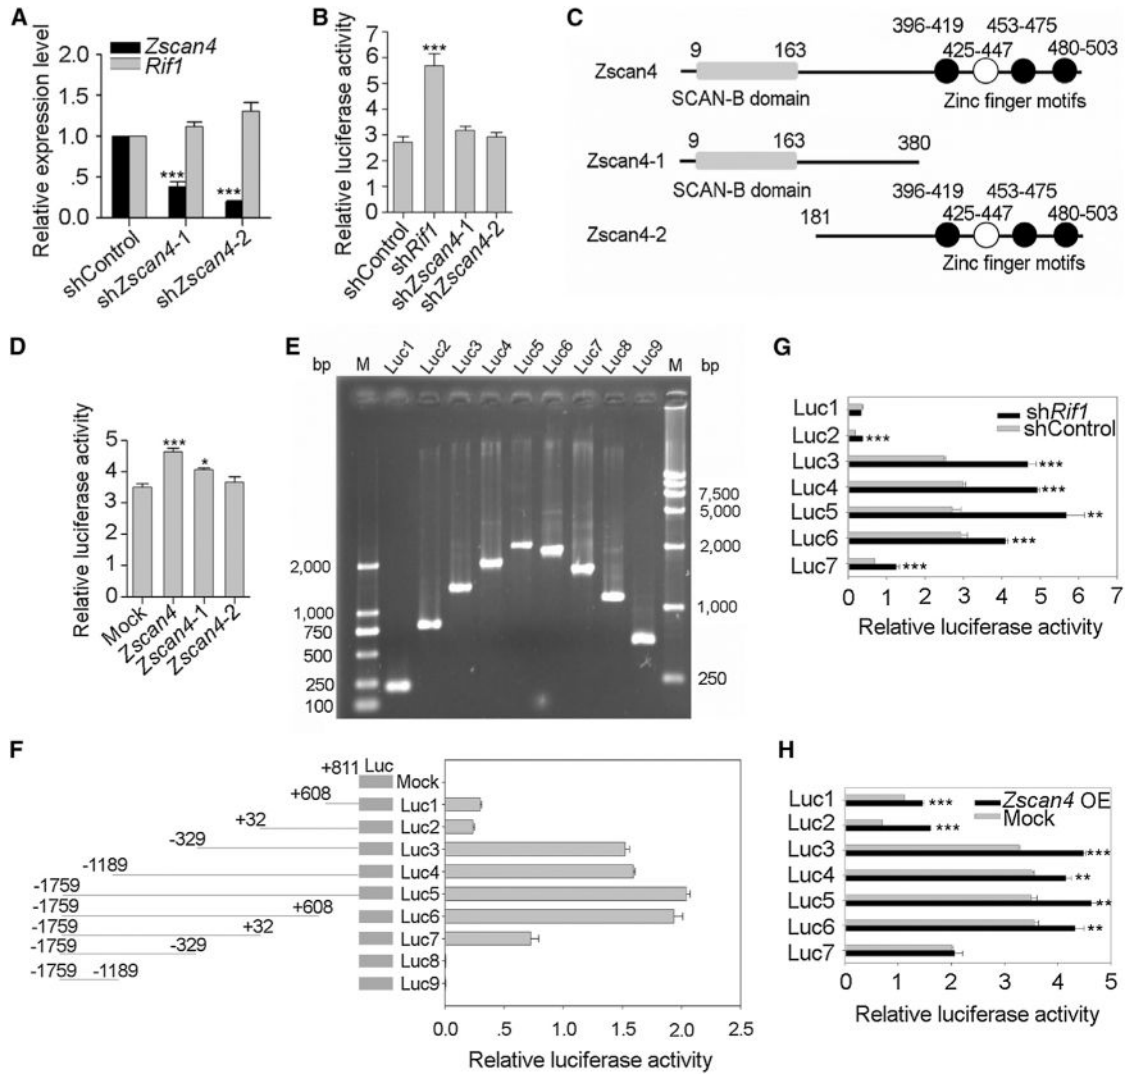 A
Relative expression level
2.0
1.5
1.0
.5
0.0
Zscan4
Rif1
***
***
shControl
shZscan4-1
shZscan4-2
B
Relative luciferase activity
7
6
5
4
3
2
1
0
***
shControl
shRif1
shZscan4-1
shZscan4-2
C
396-419 453-475
9 163 425-447 480-503
Zscan4
SCAN-B domain Zinc finger motifs
9 163 380
Zscan4-1
SCAN-B domain 396-419 453-475
181 425-447 480-503
Zscan4-2
Zinc finger motifs
D
Relative luciferase activity
5
4
3
2
1
0
***
*
Mock
Zscan4
Zscan4-1
Zscan4-2
E
bp M Luc1 Luc2 Luc3 Luc4 Luc5 Luc6 Luc7 Luc8 Luc9 M bp
2,000
1,000
750
500
250
100
7,500
5,000
2,000
1,000
250
G
Luc1
Luc2 ***
Luc3 ***
Luc4 ***
Luc5 **
Luc6 ***
Luc7 ***
shRif1
shControl
0 1 2 3 4 5 6 7
Relative luciferase activity
F
+811 Luc
Mock
+608 Luc1
+32 Luc2
-329 Luc3
-1189 Luc4
-1759 Luc5
-1759 +608 Luc6
-1759 +32 Luc7
-1759 -329 Luc8
-1759 -1189 Luc9
0.0 .5 1.0 1.5 2.0 2.5
Relative luciferase activity
H
Luc1 ***
Luc2 ***
Luc3 ***
Luc4 **
Luc5 **
Luc6 **
Luc7
Zscan4 OE
Mock
0 1 2 3 4 5
Relative luciferase activity